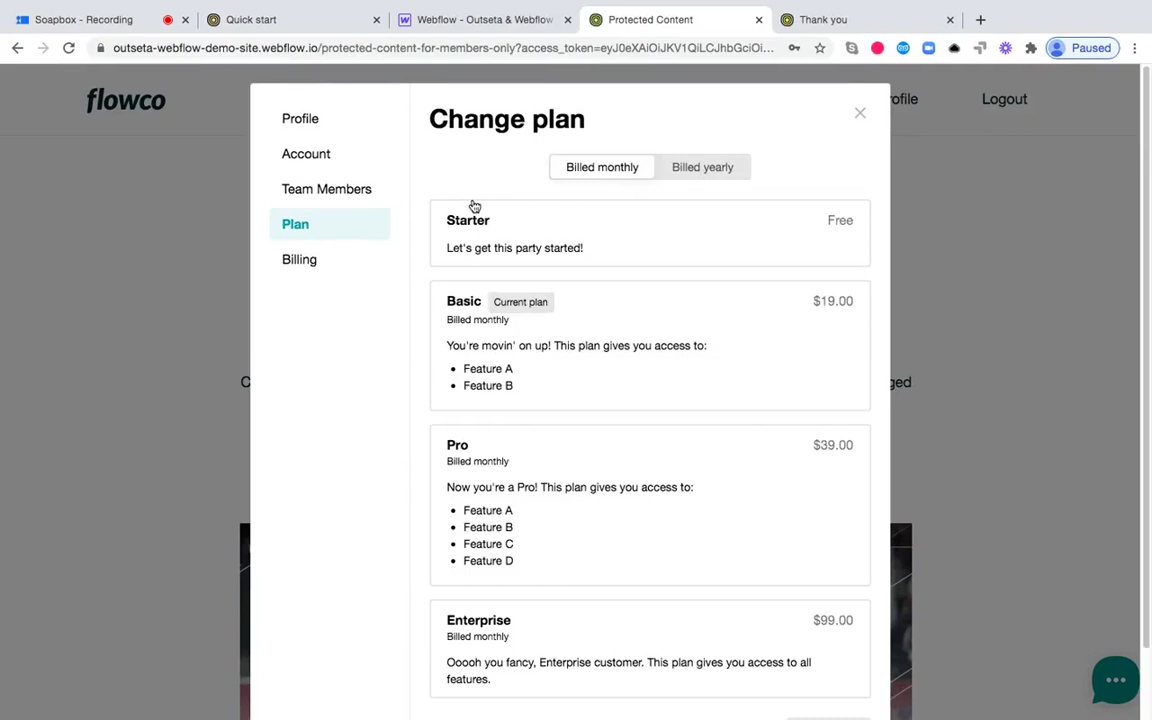 Soapbox - Recording
Quick start
Webflow - Outseta & Webflow
Protected Content
Thank you
outseta-webflow-demo-site.webflow.io/protected-content-for-members-only?access_token=eyJ0eXAiOiJKV1QiLCJhbGciOi...
Paused
flowco
ofile
Logout
Profile
Account
Team Members
Plan
Billing
Change plan
Billed monthly
Billed yearly
Starter
Free
Let's get this party started!
Basic
Current plan
$19.00
Billed monthly
You're movin' on up! This plan gives you access to:
• Feature A
• Feature B
Pro
$39.00
Billed monthly
Now you're a Pro! This plan gives you access to:
• Feature A
• Feature B
• Feature C
• Feature D
Enterprise
$99.00
Billed monthly
Ooooh you fancy, Enterprise customer. This plan gives you access to all
features.
C
ged